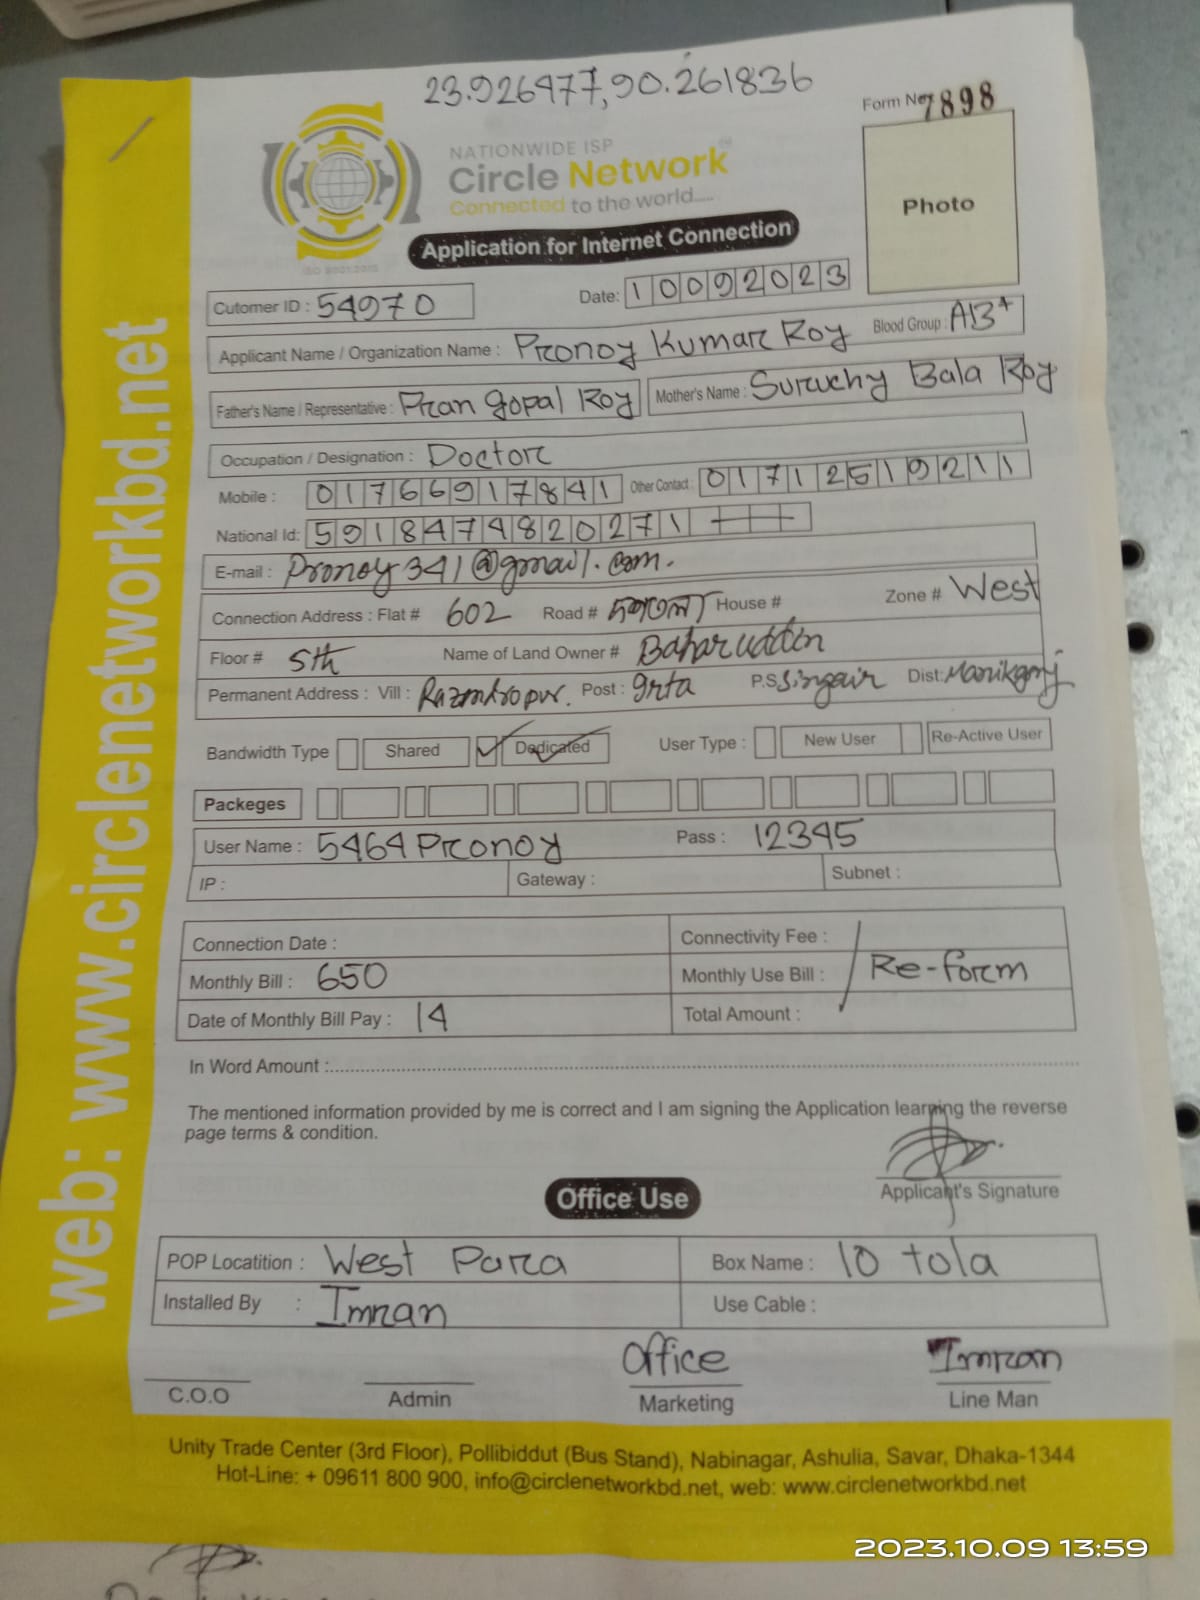 23.926477,90.261836
Form No 7898
NATIONWIDE ISP
Circle Network
Connected to the world.....
ISO 9001:2015
Photo
Application for Internet Connection
Cutomer ID : 54970 Date: 10092023
Applicant Name / Organization Name : Pronoy Kumar Roy Blood Group : AB+
Father's Name / Representative : Pran Gopal Roy Mother's Name : Suruchy Bala Roy
Occupation / Designation : Doctor
Mobile : 01766917841 Other Contact : 01712519211
National Id: 5918474820271
E-mail : Pronoy341@gmail.com.
Connection Address : Flat # 602 Road # দশতলা House # Zone # West
Floor # 5th Name of Land Owner # Baharuddin
Permanent Address : Vill : Post : P.S Singair Dist: Manikganj
Bandwidth Type Shared Dedicated User Type : New User Re-Active User
Packeges
User Name : 5464Pronoy Pass : 12345
IP : Gateway : Subnet :
Connection Date : Connectivity Fee :
Monthly Bill : 650 Monthly Use Bill : Re-form
Date of Monthly Bill Pay : 14 Total Amount :
In Word Amount :
The mentioned information provided by me is correct and I am signing the Application learning the reverse
page terms & condition.
Applicant's Signature
Office Use
POP Locatition : West Para Box Name : 10 tola
Installed By : Imran Use Cable :
Office Imran
C.O.O Admin Marketing Line Man
Unity Trade Center (3rd Floor), Pollibiddut (Bus Stand), Nabinagar, Ashulia, Savar, Dhaka-1344
Hot-Line: + 09611 800 900, info@circlenetworkbd.net, web: www.circlenetworkbd.net
web: www.circlenetworkbd.net
2023.10.09 13:59